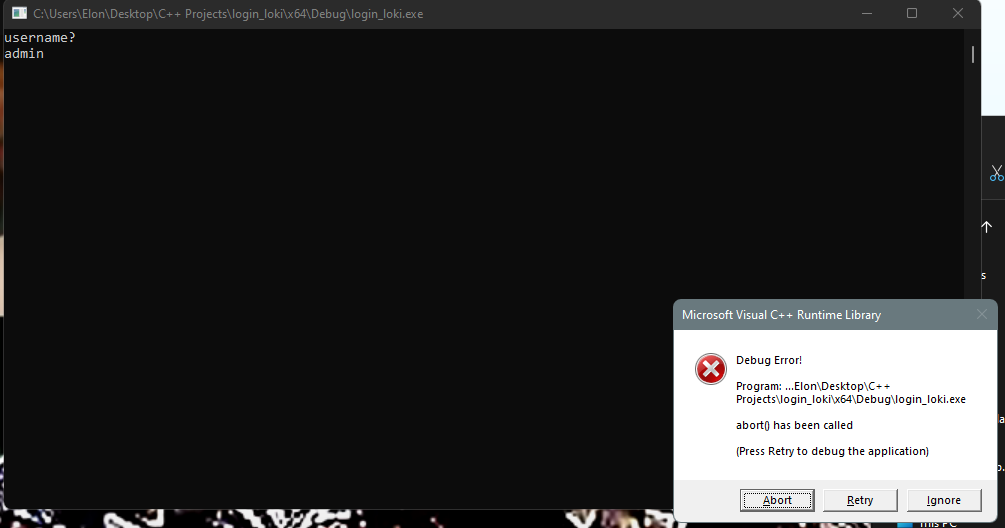 C:\Users\Elon\Desktop\C++ Projects\login_loki\x64\Debug\login_loki.exe
username?
admin
s
Microsoft Visual C++ Runtime Library
Debug Error!
Program: ...Elon\Desktop\C++
Projects\login_loki\x64\Debug\login_loki.exe
abort() has been called
(Press Retry to debug the application)
Abort
Retry
Ignore
This PC